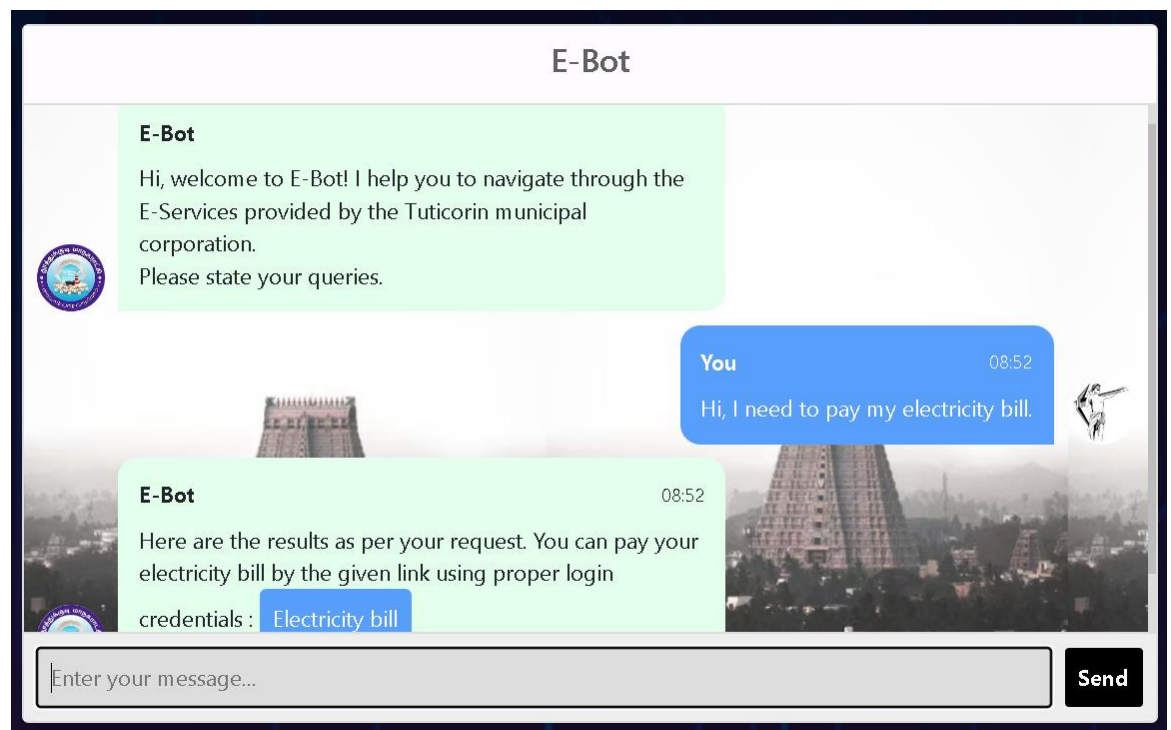 E-Bot
E-Bot
Hi, welcome to E-Bot! I help you to navigate through the
E-Services provided by the Tuticorin municipal
corporation.
Please state your queries.
You 08:52
Hi, I need to pay my electricity bill.
E-Bot 08:52
Here are the results as per your request. You can pay your
electricity bill by the given link using proper login
credentials : Electricity bill
Enter your message...
Send